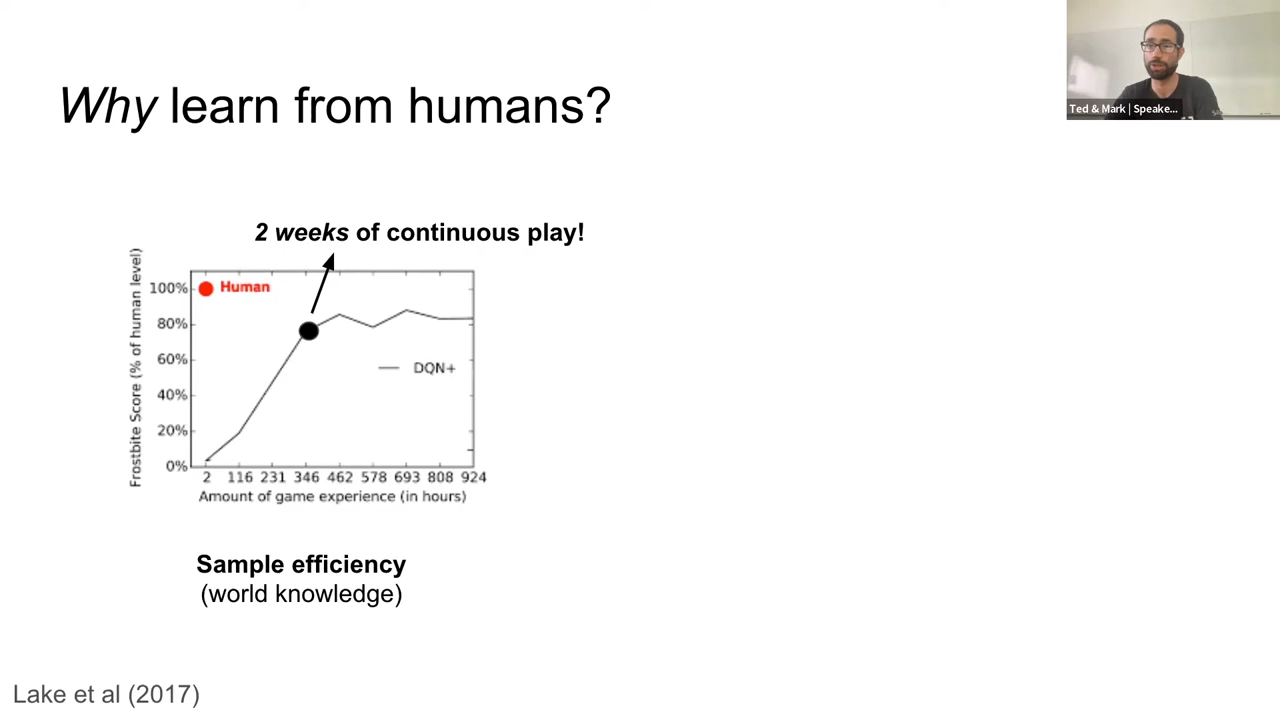 Why learn from humans?
Ted & Mark | Speake...
2 weeks of continuous play!
Frostbite Score (% of human level)
100%
80%
60%
40%
20%
0%
Human
DQN+
2 116 231 346 462 578 693 808 924
Amount of game experience (in hours)
Sample efficiency
(world knowledge)
Lake et al (2017)